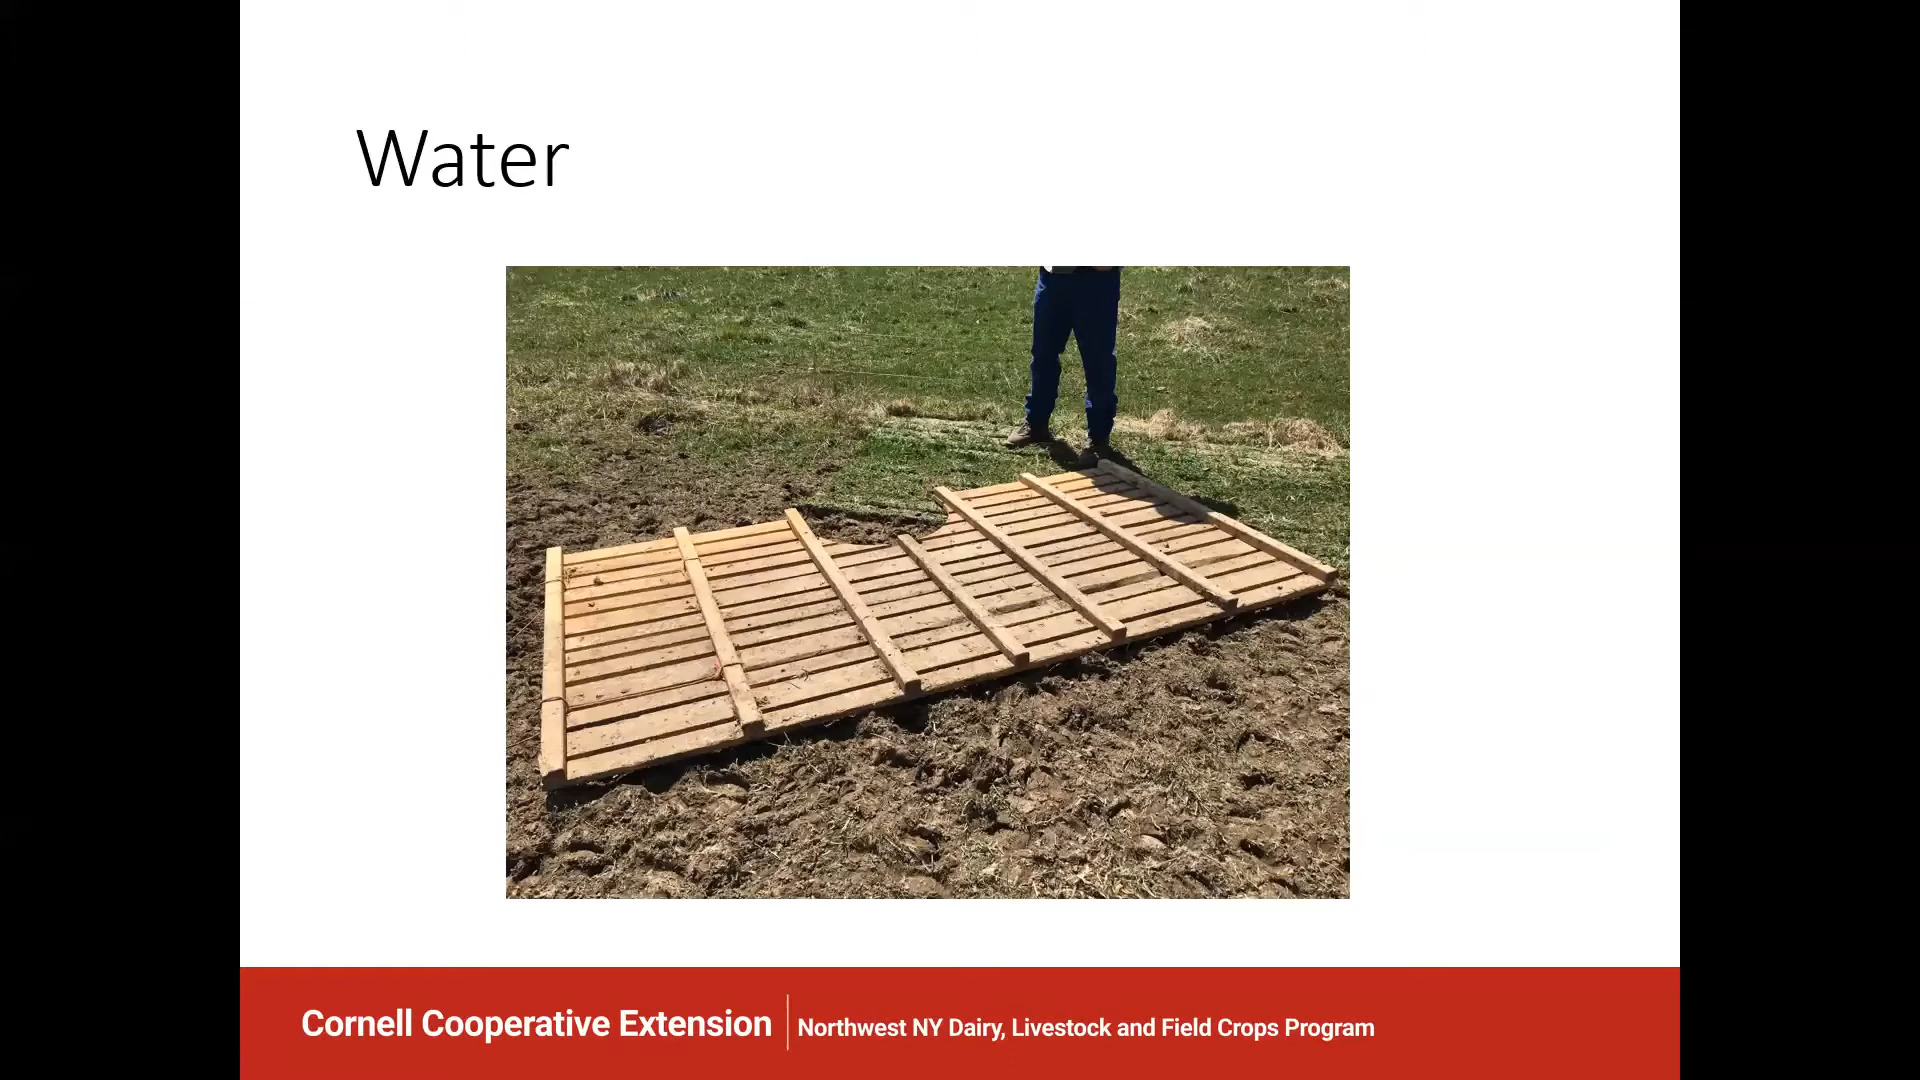 Water
Cornell Cooperative Extension | Northwest NY Dairy, Livestock and Field Crops Program